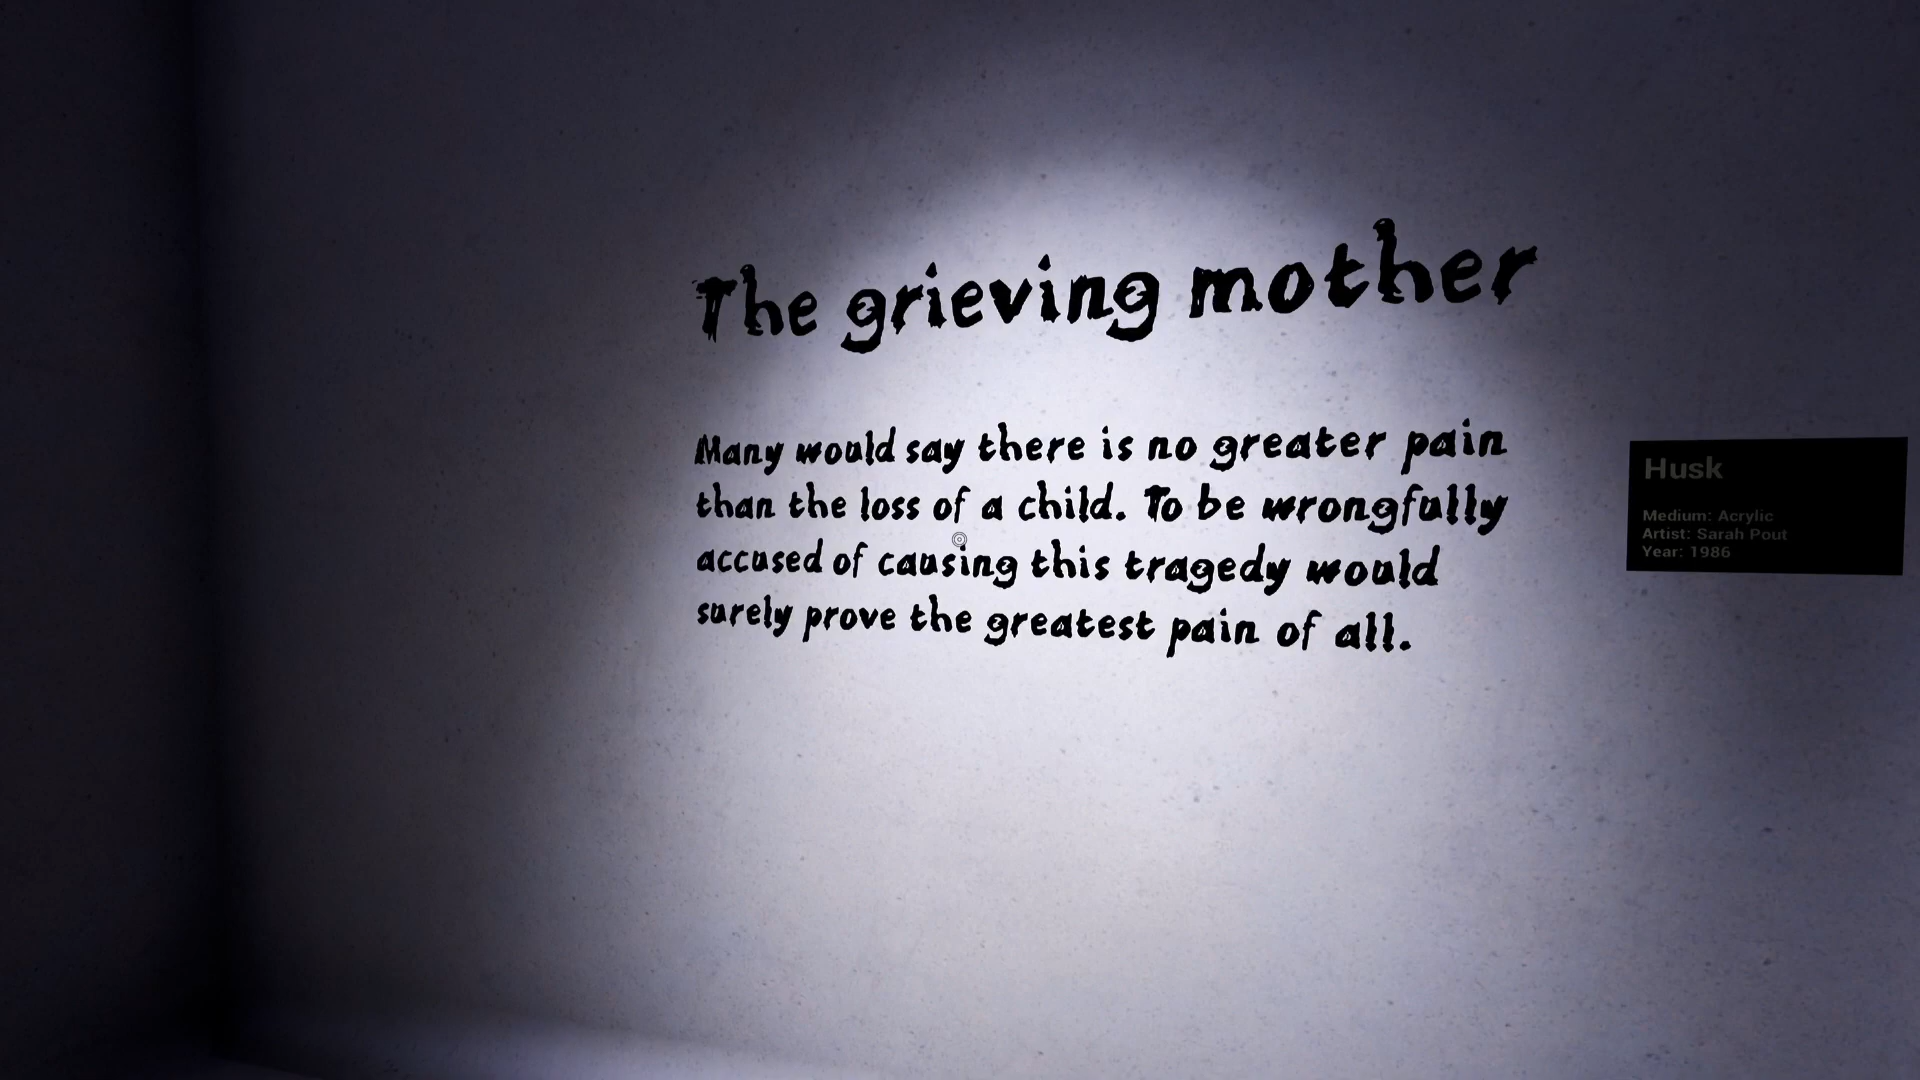 The grieving mother
Many would say there is no greater pain
than the loss of a child. To be wrongfully
accused of causing this tragedy would
surely prove the greatest pain of all.
Husk
Medium: Acrylic
Artist: Sarah Pout
Year: 1986